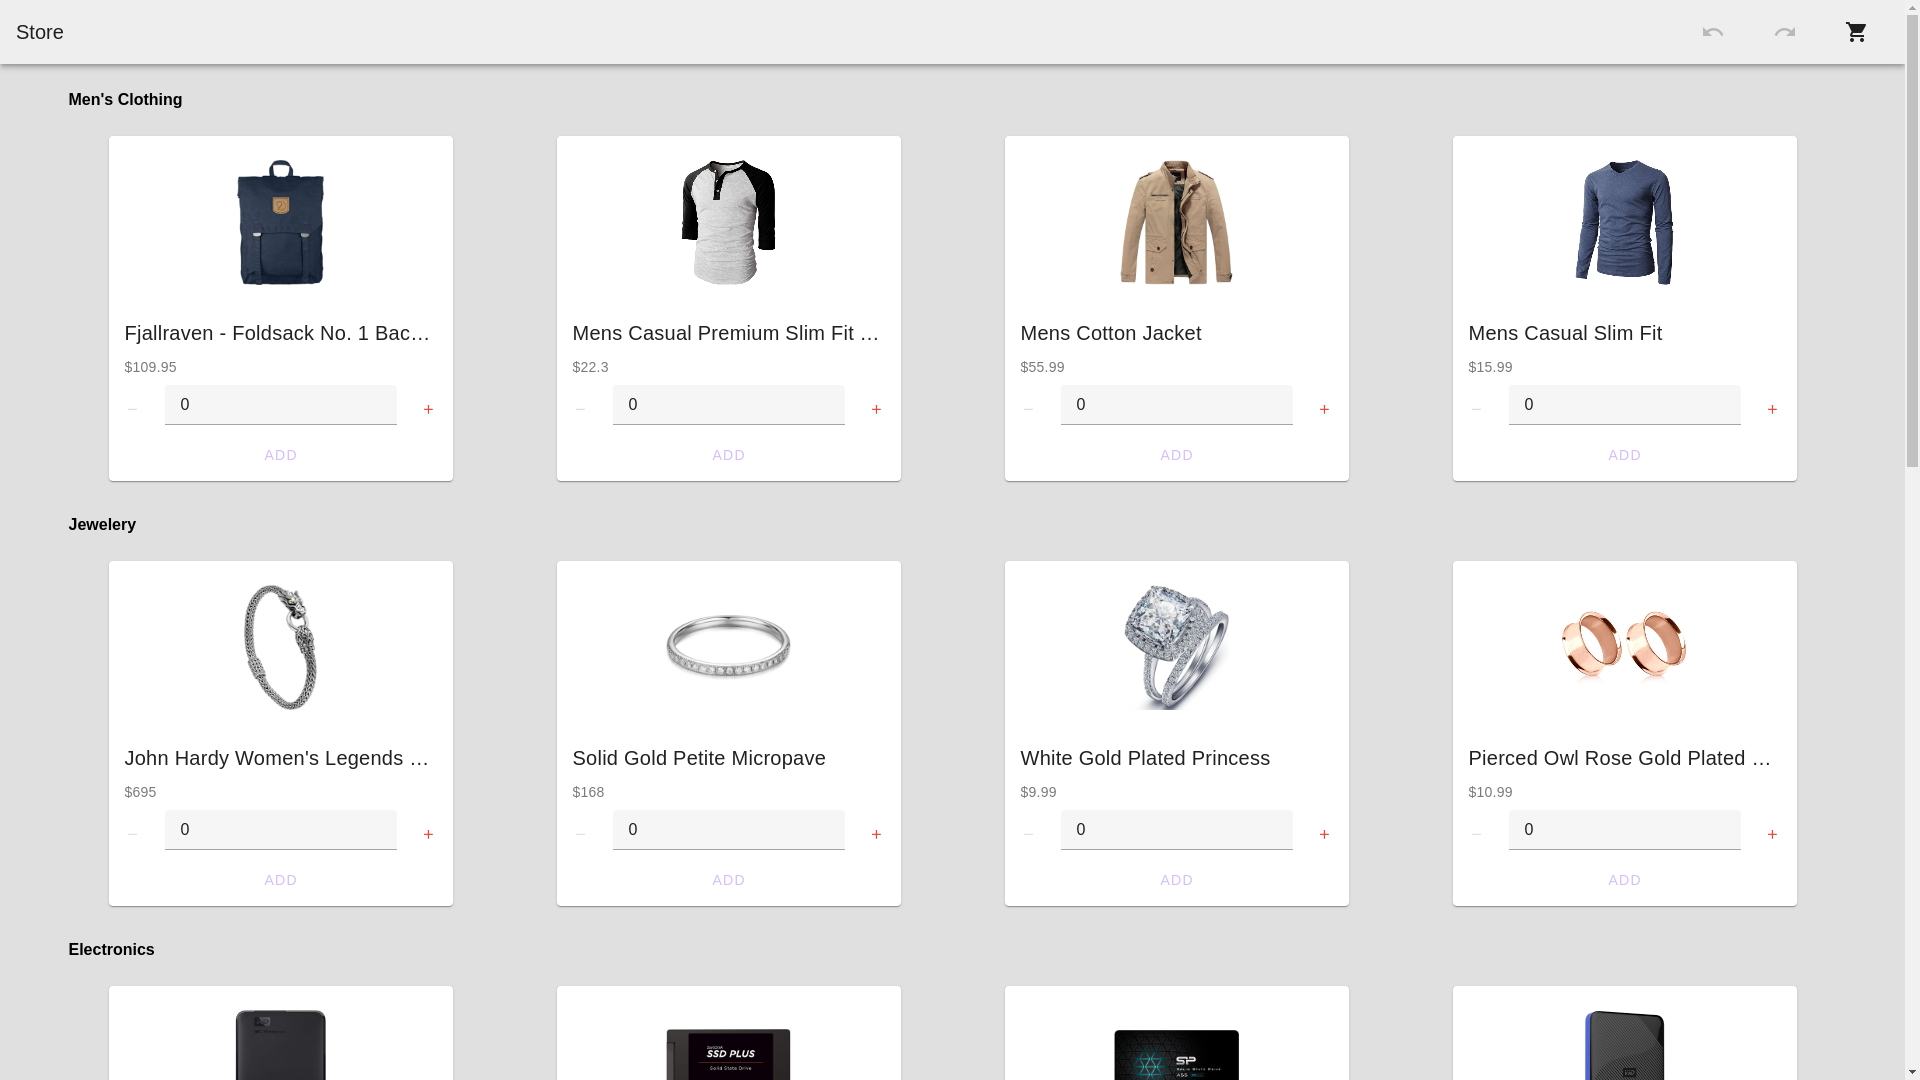 Store
Men's Clothing
Fjallraven - Foldsack No. 1 Bac...
$109.95
0
ADD
Mens Casual Premium Slim Fit ...
$22.3
0
ADD
Mens Cotton Jacket
$55.99
0
ADD
Mens Casual Slim Fit
$15.99
0
ADD
Jewelery
John Hardy Women's Legends ...
$695
0
ADD
Solid Gold Petite Micropave
$168
0
ADD
White Gold Plated Princess
$9.99
0
ADD
Pierced Owl Rose Gold Plated ...
$10.99
0
ADD
Electronics
SSD PLUS
Solid State Drive
SP